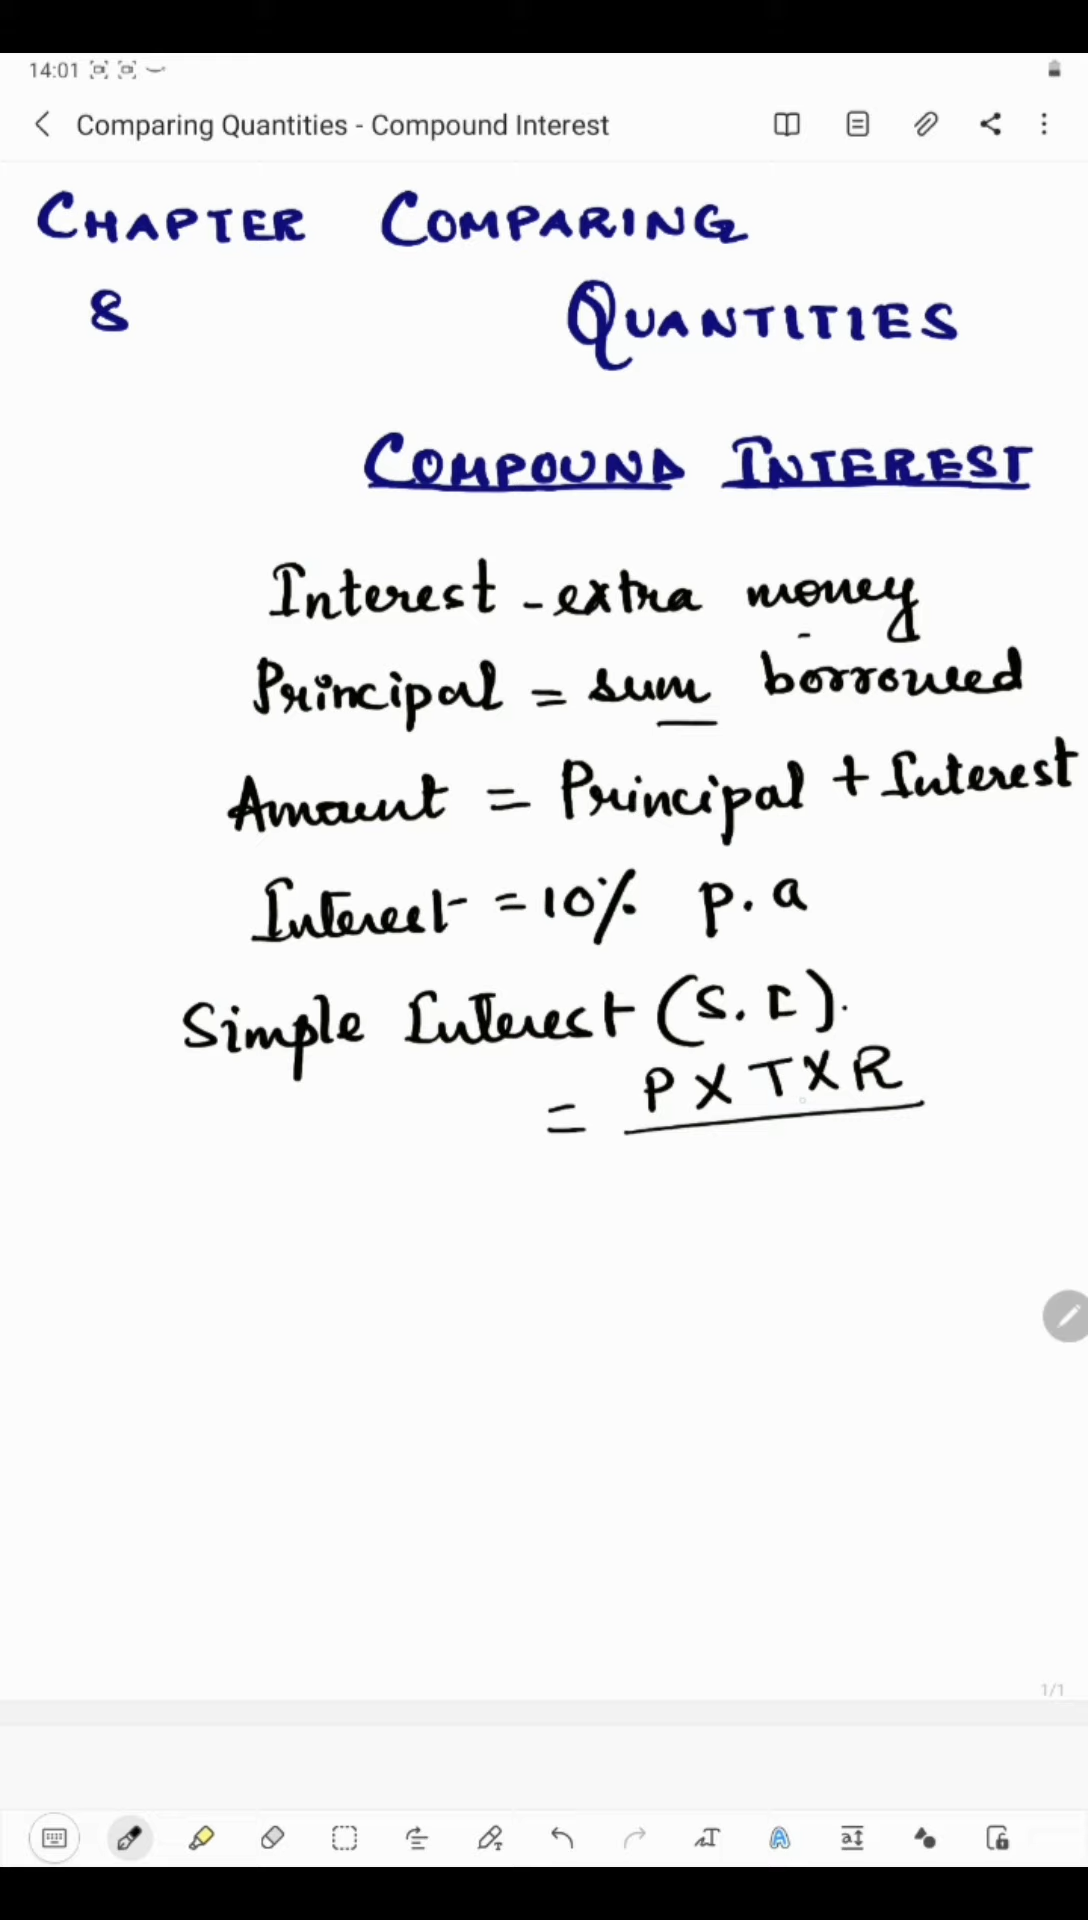 14:01
Comparing Quantities - Compound Interest
CHAPTER COMPARING
8 QUANTITIES
COMPOUND INTEREST
Interest - extra money
Principal = sum borrowed
Amount = Principal + Interest
Interest = 10% p.a
Simple Interest (S.I).
= P X T X R
1/1